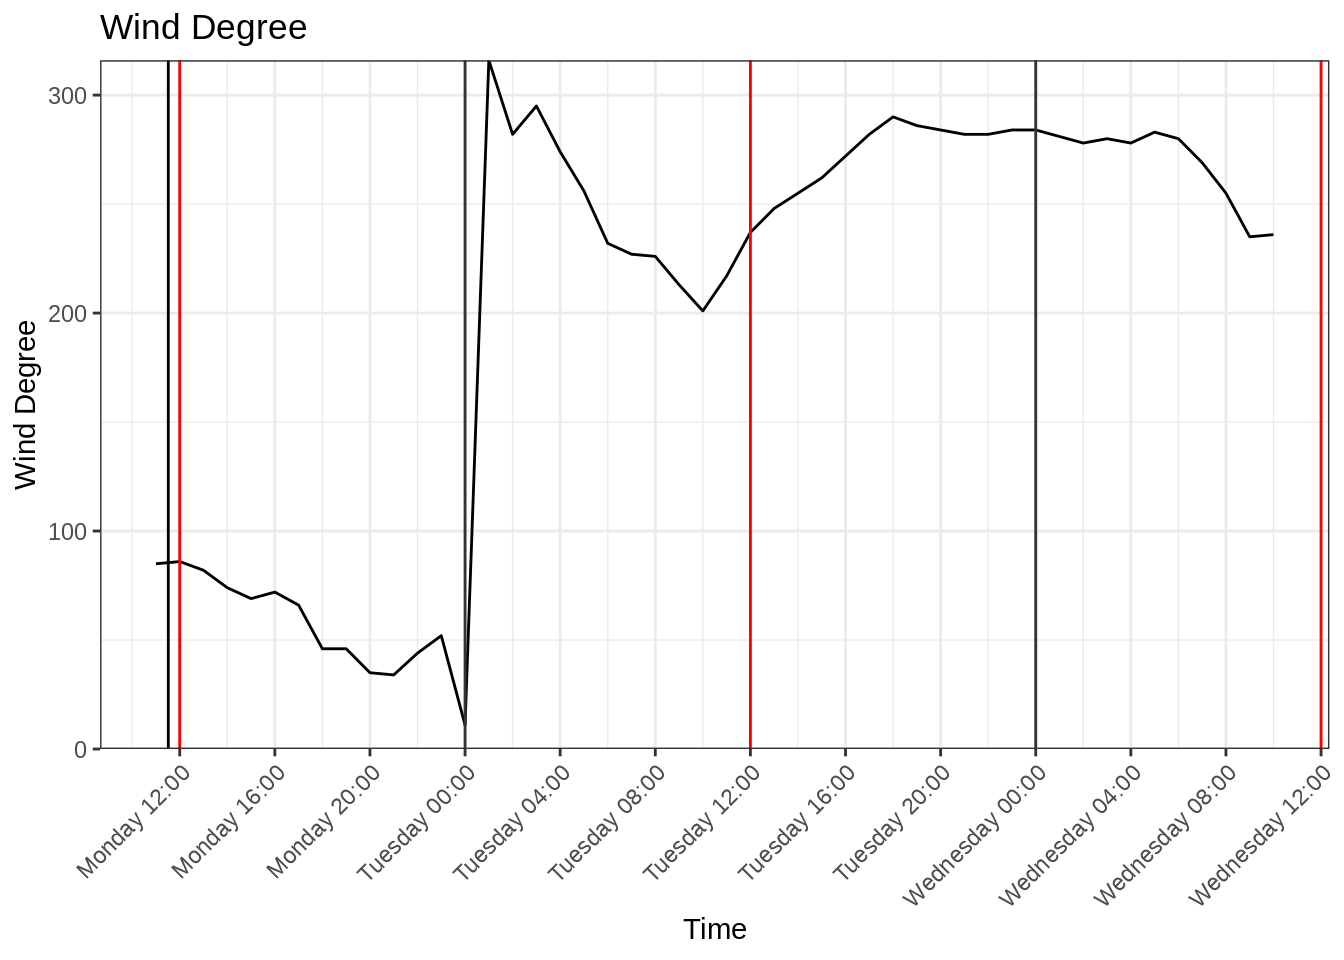 Wind Degree
300
200
100
0
Wind Degree
Monday 12:00
Monday 16:00
Monday 20:00
Tuesday 00:00
Tuesday 04:00
Tuesday 08:00
Tuesday 12:00
Tuesday 16:00
Tuesday 20:00
Wednesday 00:00
Wednesday 04:00
Wednesday 08:00
Wednesday 12:00
Time